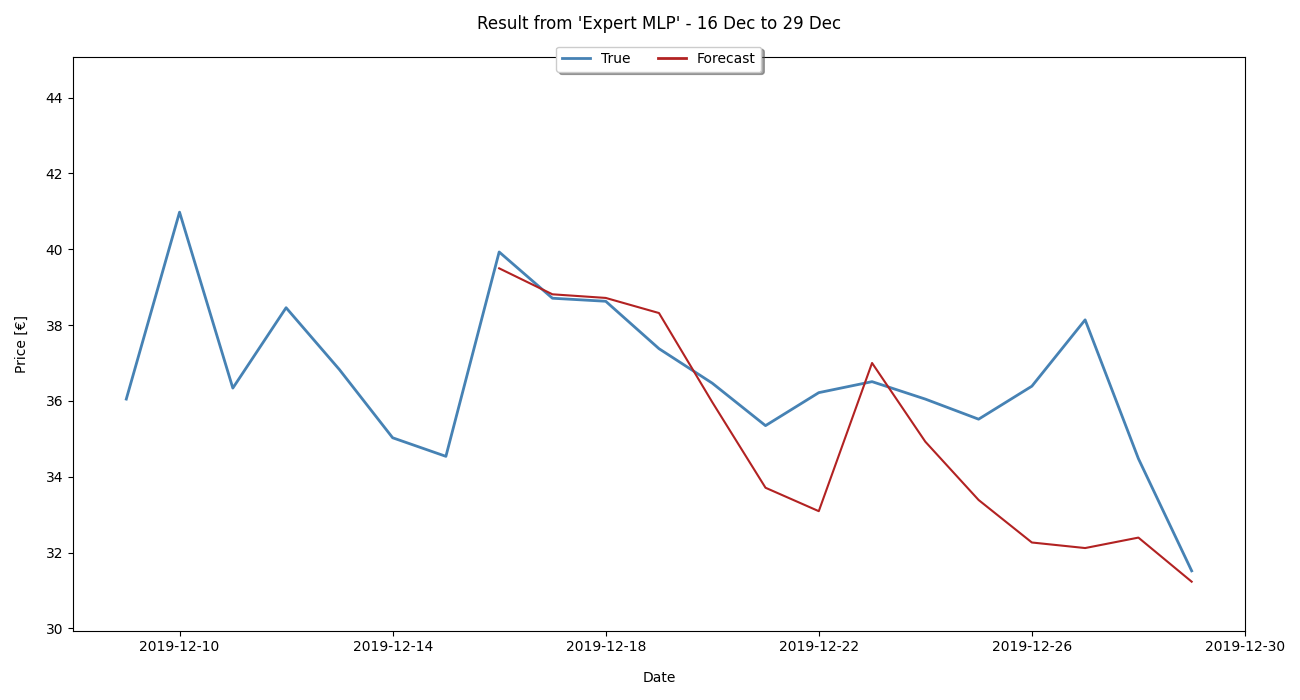 Result from 'Expert MLP' - 16 Dec to 29 Dec
True Forecast
44
42
40
38
36
34
32
30
Price [€]
2019-12-10 2019-12-14 2019-12-18 2019-12-22 2019-12-26 2019-12-30
Date